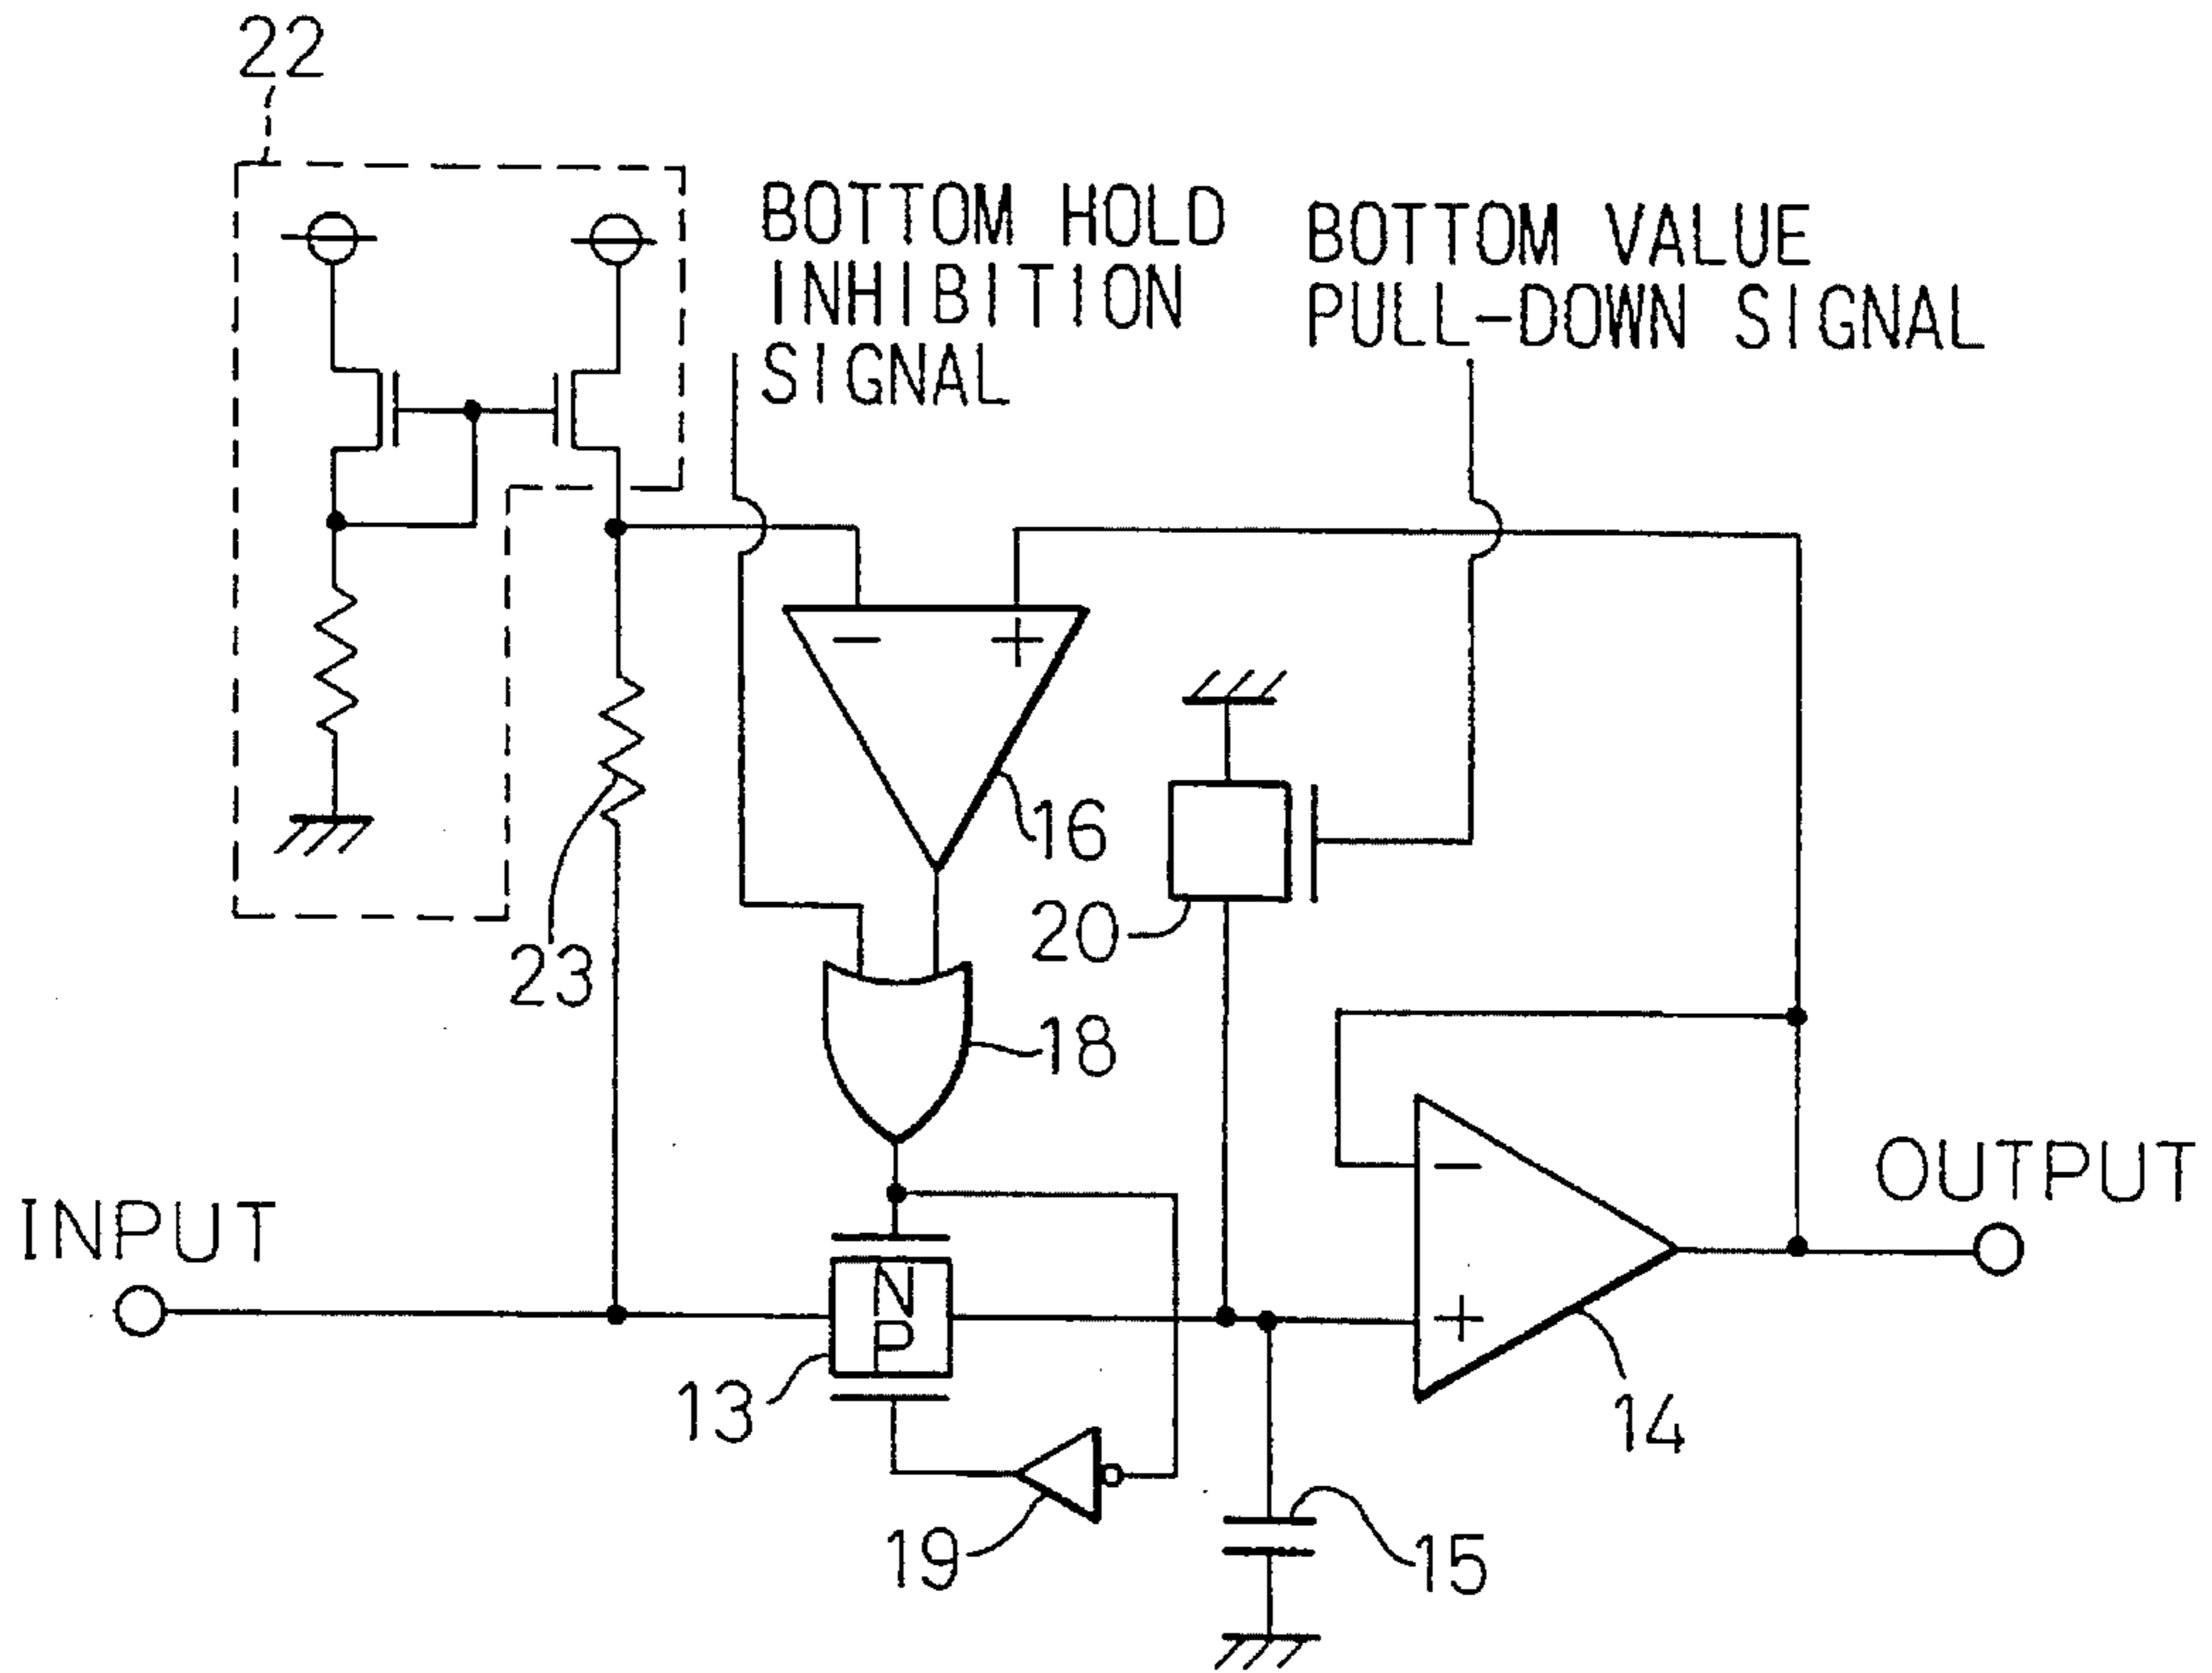 22
BOTTOM HOLD
INHIBITION
SIGNAL
BOTTOM VALUE
PULL-DOWN SIGNAL
−
+
16
20
23
18
−
OUTPUT
INPUT
N
P
+
13
14
19
15